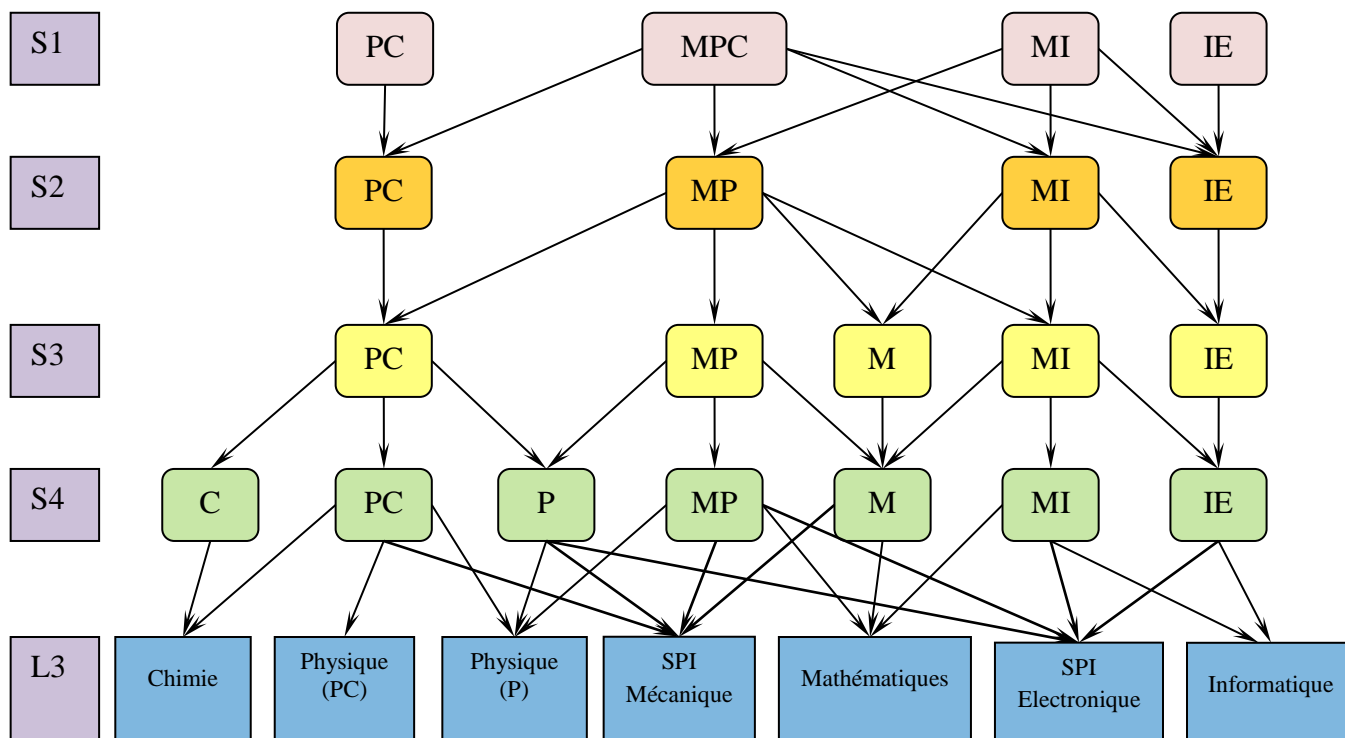 S1
PC
MPC
MI
IE
S2
PC
MP
MI
IE
S3
PC
MP
M
MI
IE
S4
C
PC
P
MP
M
MI
IE
L3
Chimie
Physique
(PC)
Physique
(P)
SPI
Mécanique
Mathématiques
SPI
Electronique
Informatique